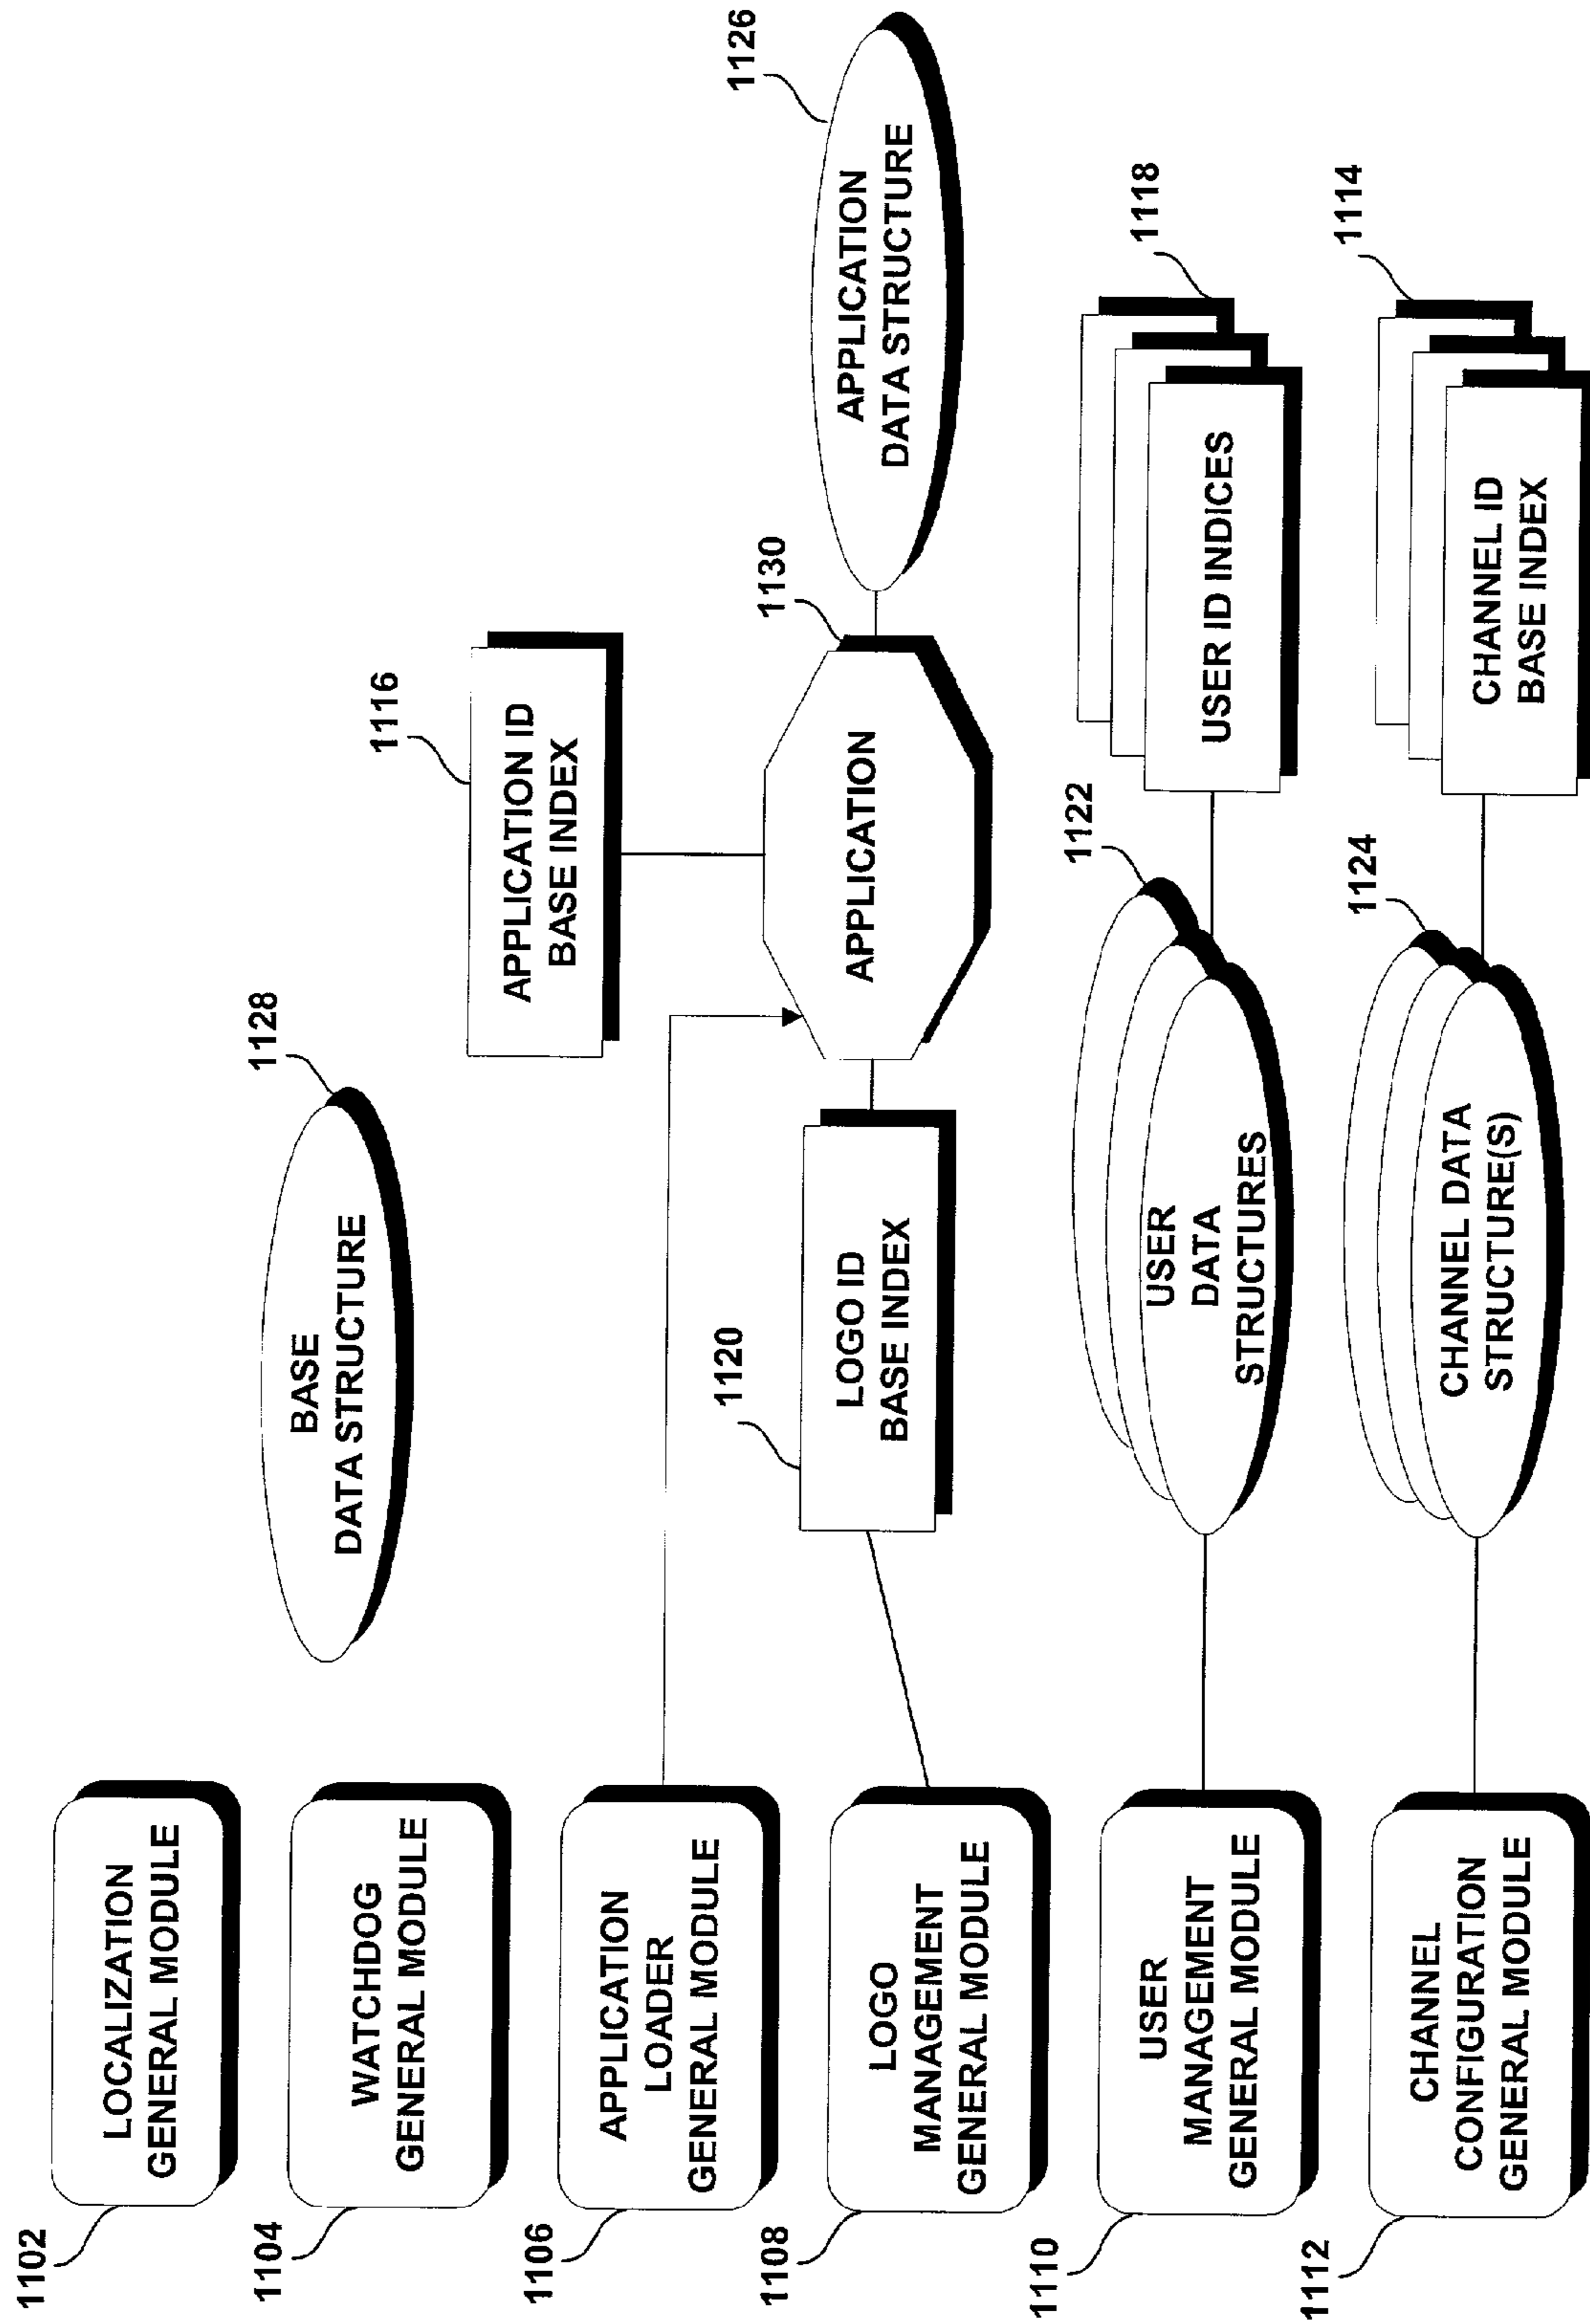 1102
LOCALIZATION
GENERAL MODULE
1104
WATCHDOG
GENERAL MODULE
1128
BASE
DATA STRUCTURE
1116
APPLICATION ID
BASE INDEX
1106
APPLICATION
LOADER
GENERAL MODULE
1108
LOGO
MANAGEMENT
GENERAL MODULE
1120
LOGO ID
BASE INDEX
1130
APPLICATION
1126
APPLICATION
DATA STRUCTURE
1110
USER
MANAGEMENT
GENERAL MODULE
1122
USER
DATA
STRUCTURES
1118
USER ID INDICES
1112
CHANNEL
CONFIGURATION
GENERAL MODULE
1124
CHANNEL DATA
STRUCTURE(S)
1114
CHANNEL ID
BASE INDEX